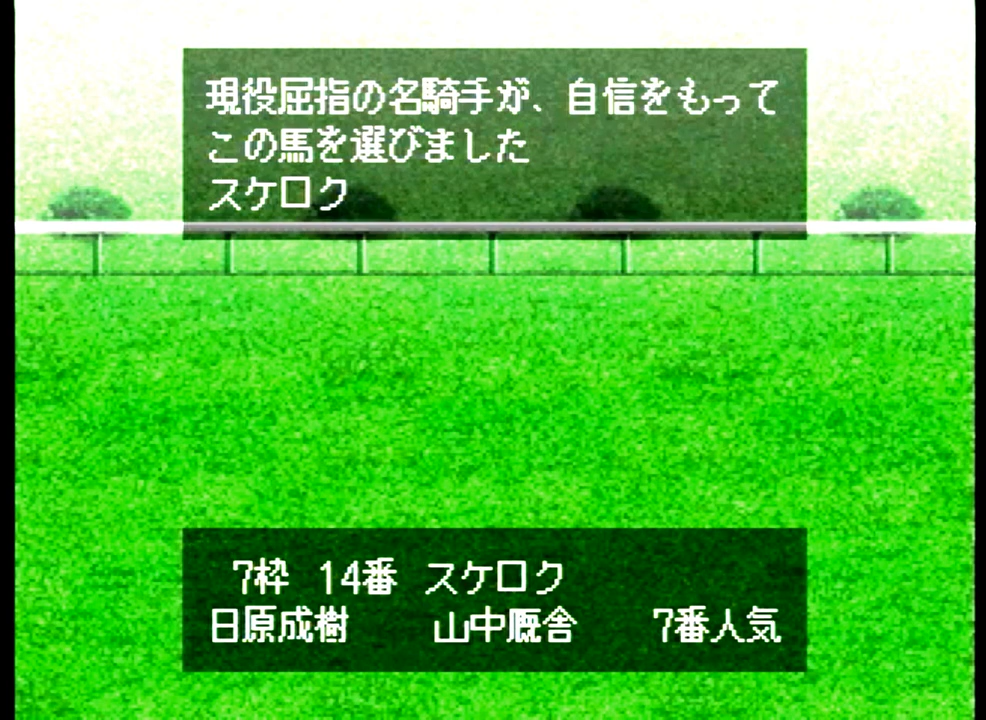 現役屈指の名騎手が、自信をもって
この馬を選びました
スケロク
7枠 14番 スケロク
日原成樹 山中厩舎 7番人気